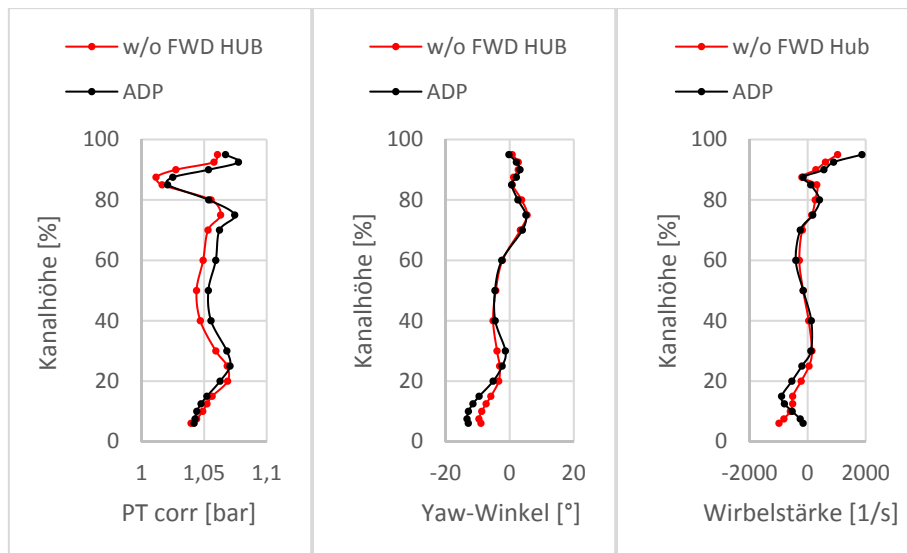 w/o FWD HUB
ADP
100
80
60
40
20
0
Kanalhöhe [%]
1
1,05
1,1
PT corr [bar]
w/o FWD HUB
ADP
100
80
60
40
20
0
Kanalhöhe [%]
-20
0
20
Yaw-Winkel [°]
w/o FWD Hub
ADP
100
80
60
40
20
0
Kanalhöhe [%]
-2000
0
2000
Wirbelstärke [1/s]